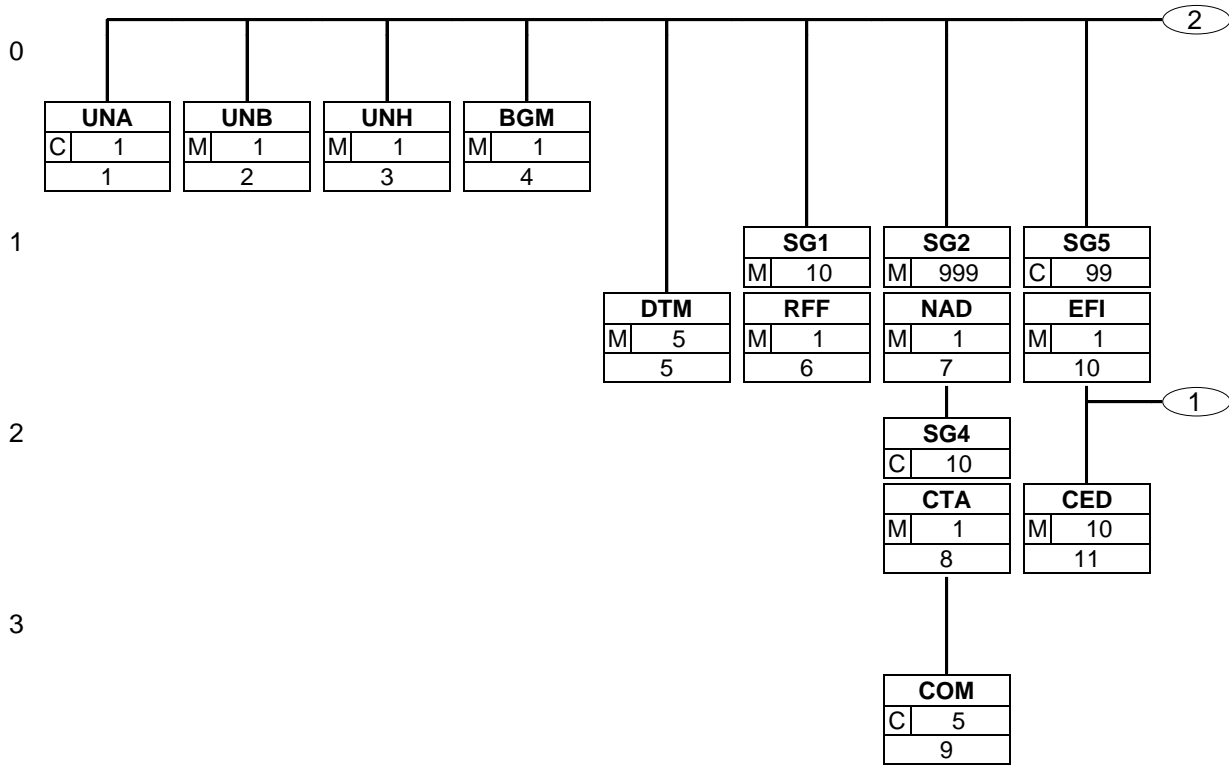 2
0
UNA UNB UNH BGM
C 1 M 1 M 1 M 1
1 2 3 4
1
SG1 SG2 SG5
M 10 M 999 C 99
DTM RFF NAD EFI
M 5 M 1 M 1 M 1
5 6 7 10
1
2
SG4
C 10
CTA CED
M 1 M 10
8 11
3
COM
C 5
9